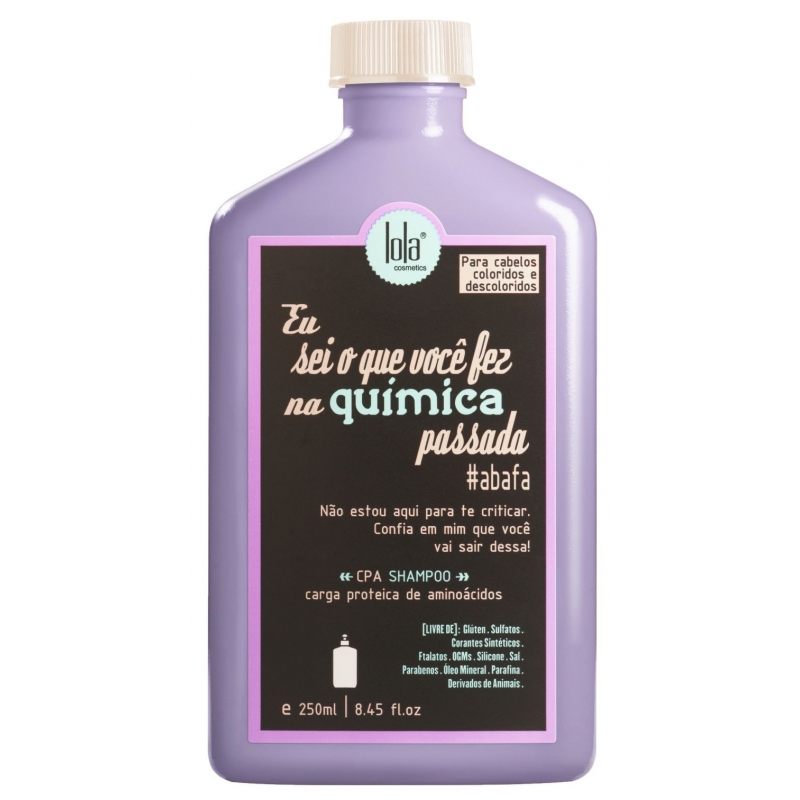 lola®
cosmetics
Para cabelos
coloridos e
descoloridos
Eu
sei o que você fez
na química
passada
#abafa
Não estou aqui para te criticar.
Confia em mim que você
vai sair dessa!
CPA SHAMPOO
carga proteica de aminoácidos
[LIVRE DE]: Glúten . Sulfatos .
Corantes Sintéticos .
Ftalatos . OGMs . Silicone . Sal .
Parabenos . Óleo Mineral . Parafina .
Derivados de Animais .
e 250ml | 8.45 fl.oz